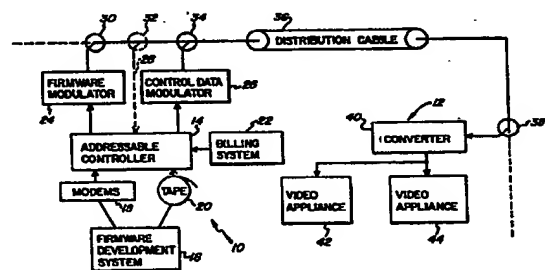 30
32
34
36
DISTRIBUTION CABLE
28
FIRMWARE
MODULATOR
24
CONTROL DATA
MODULATOR
26
12
38
14
22
40
ADDRESSABLE
CONTROLLER
BILLING
SYSTEM
CONVERTER
MODEMS
18
TAPE
20
10
VIDEO
APPLIANCE
42
VIDEO
APPLIANCE
44
FIRMWARE
DEVELOPMENT
SYSTEM
16